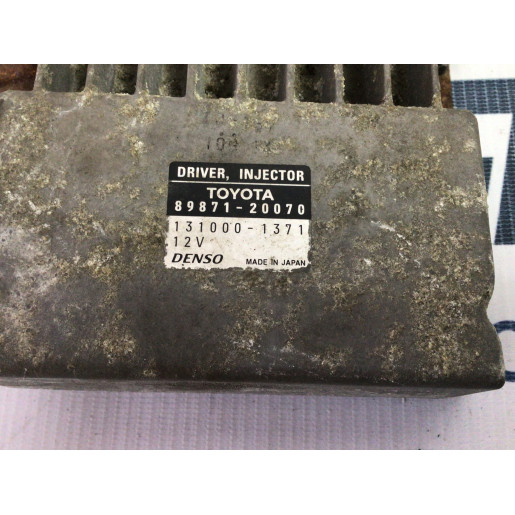 DRIVER, INJECTOR
TOYOTA
89871-20070
131000-1371
12V
DENSO MADE IN JAPAN